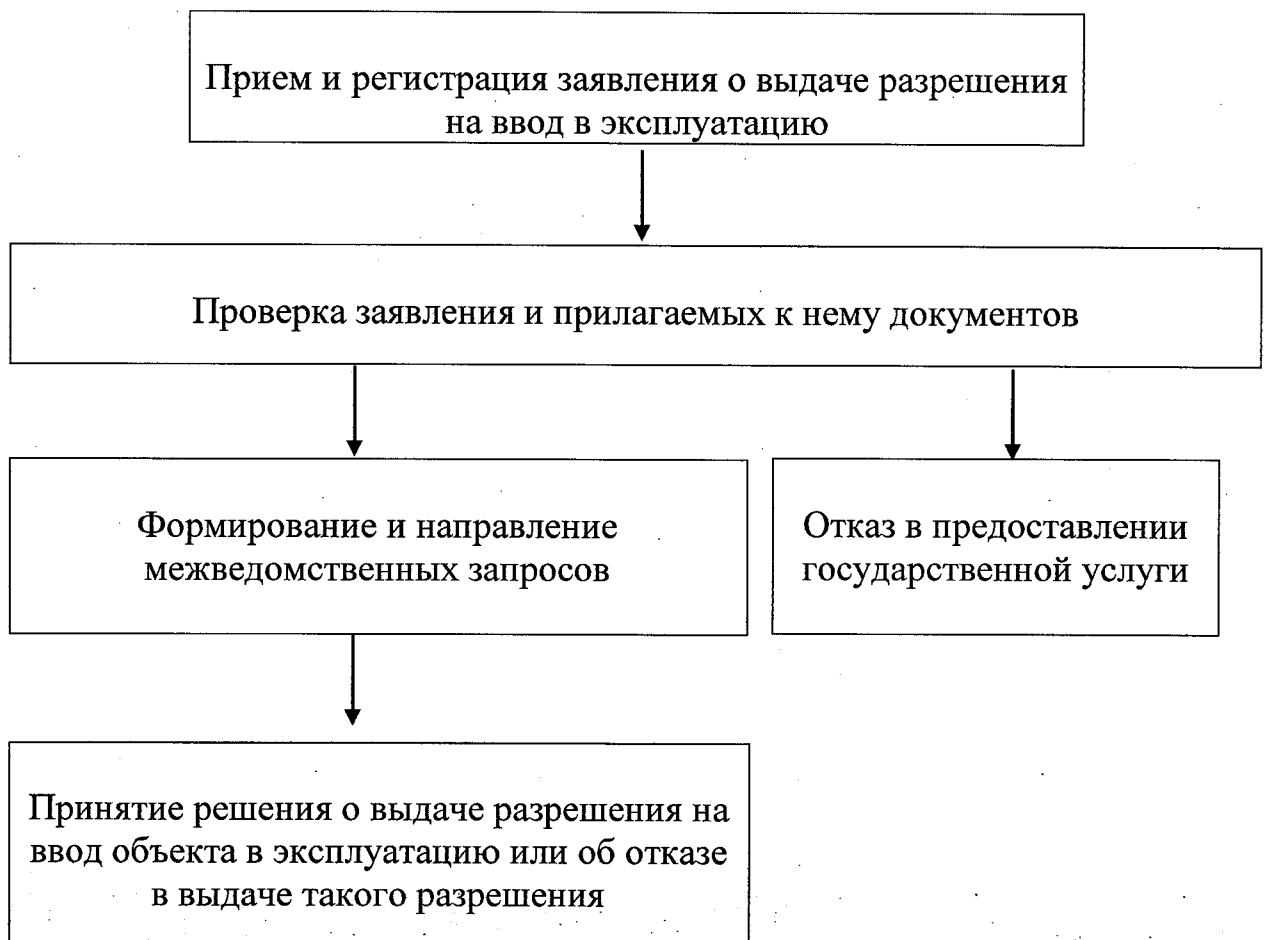 Прием и регистрация заявления о выдаче разрешения
на ввод в эксплуатацию
Проверка заявления и прилагаемых к нему документов
Формирование и направление
межведомственных запросов
Отказ в предоставлении
государственной услуги
Принятие решения о выдаче разрешения на
ввод объекта в эксплуатацию или об отказе
в выдаче такого разрешения